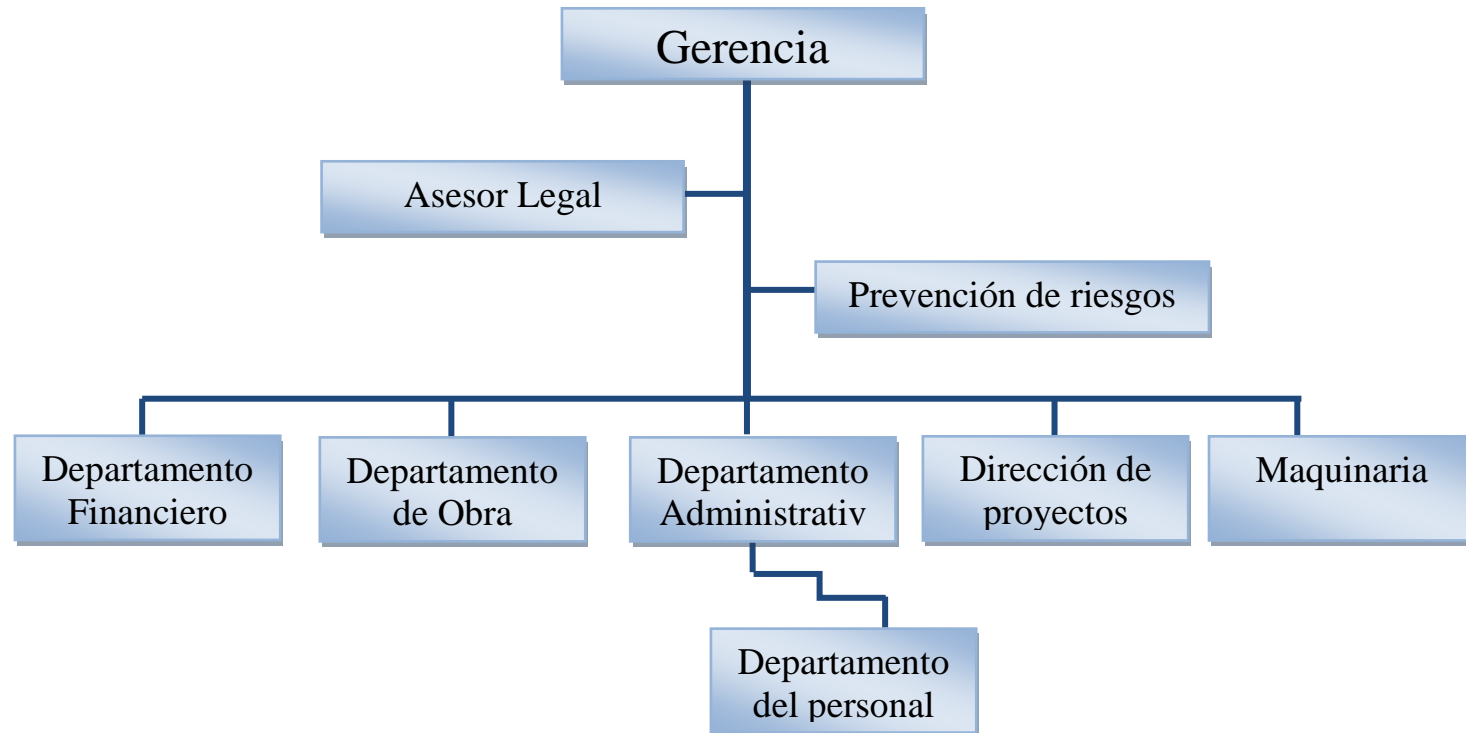 Gerencia
Asesor Legal
Prevención de riesgos
Departamento
Financiero
Departamento
de Obra
Departamento
Administrativ
Dirección de
proyectos
Maquinaria
Departamento
del personal